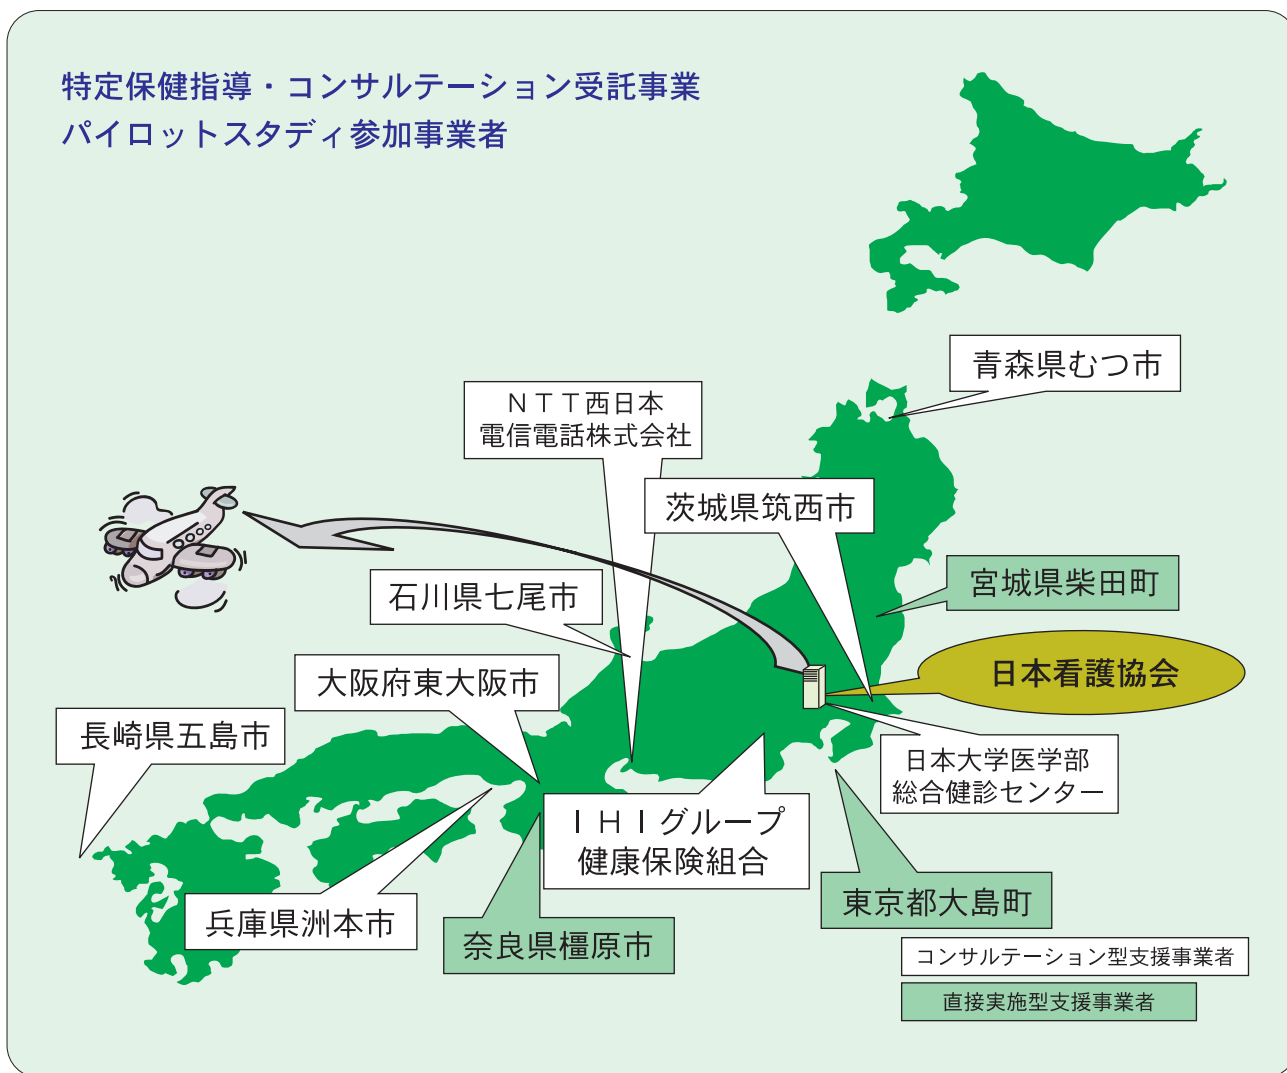 特定保健指導・コンサルテーション受託事業
パイロットスタディ参加事業者
青森県むつ市
ＮＴＴ西日本
電信電話株式会社
茨城県筑西市
宮城県柴田町
石川県七尾市
日本看護協会
大阪府東大阪市
長崎県五島市
日本大学医学部
総合健診センター
ＩＨＩグループ
健康保険組合
東京都大島町
兵庫県洲本市
奈良県橿原市
コンサルテーション型支援事業者
直接実施型支援事業者